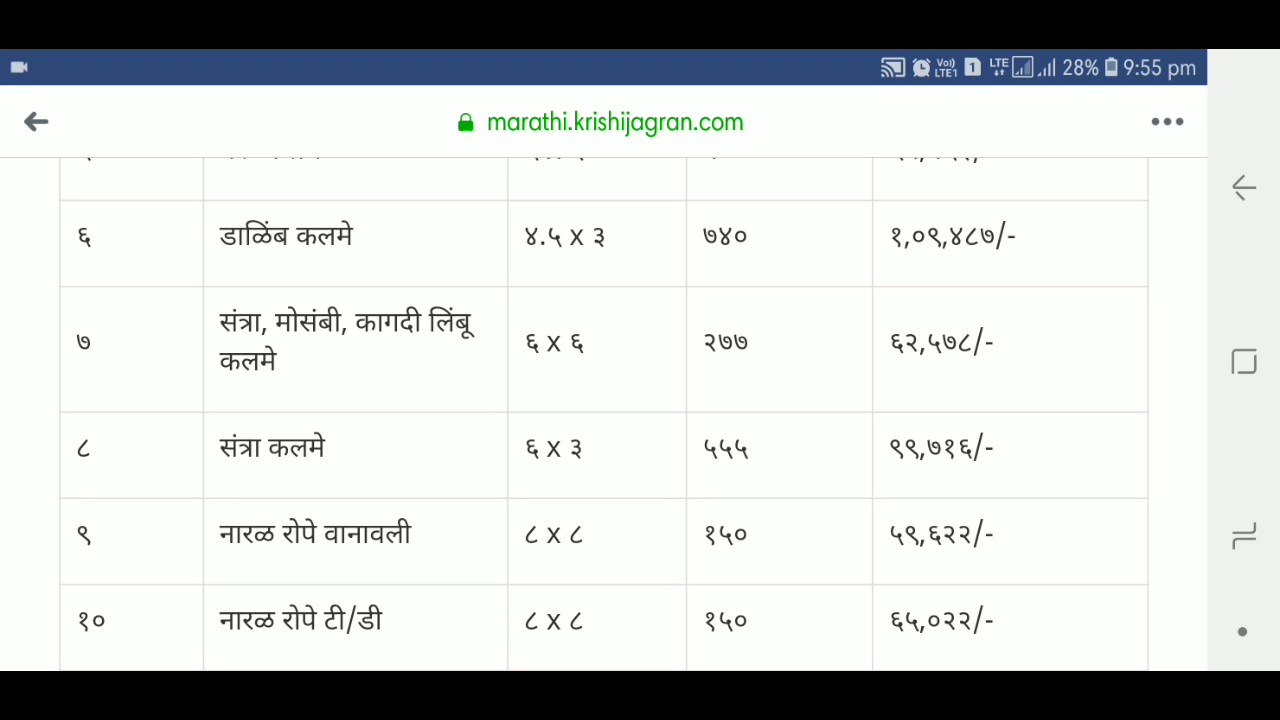 28% 9:55 pm
marathi.krishijagran.com
६ डाळिंब कलमे ४.५ x ३ ७४० १,०९,४८७/-
७ संत्रा, मोसंबी, कागदी लिंबू कलमे ६ x ६ २७७ ६२,५७८/-
८ संत्रा कलमे ६ x ३ ५५५ ९९,७१६/-
९ नारळ रोपे वानावली ८ x ८ १५० ५९,६२२/-
१० नारळ रोपे टी/डी ८ x ८ १५० ६५,०२२/-